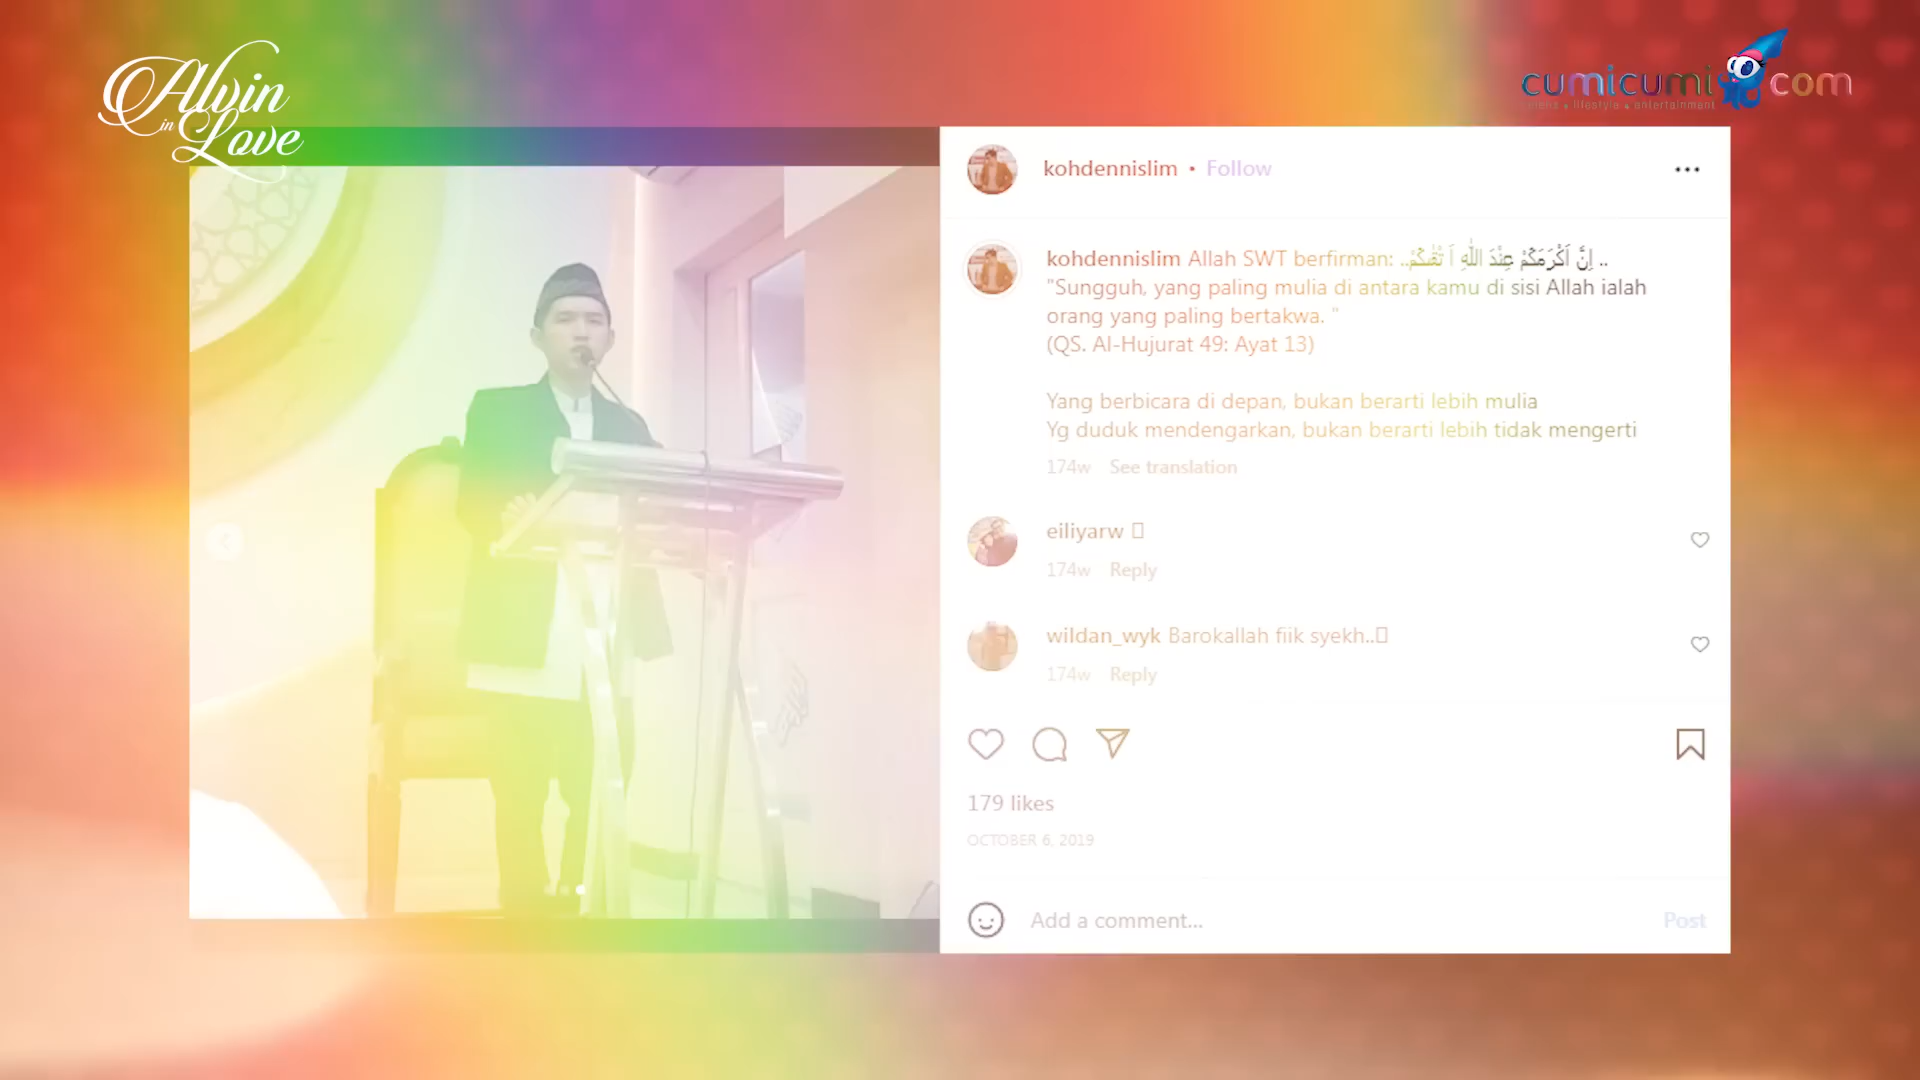 Alvin
in
Love
cumicumi.com
kohdennislim • Follow
kohdennislim Allah SWT berfirman: .. اِنَّ اَكْرَمَكُمْ عِنْدَ اللّٰهِ اَ تْقٰٮكُمْ ..
"Sungguh, yang paling mulia di antara kamu di sisi Allah ialah
orang yang paling bertakwa. "
(QS. Al-Hujurat 49: Ayat 13)
Yang berbicara di depan, bukan berarti lebih mulia
Yg duduk mendengarkan, bukan berarti lebih tidak mengerti
174w See translation
eiliyarw
174w Reply
wildan_wyk Barokallah fiik syekh..
174w Reply
179 likes
OCTOBER 6, 2019
Add a comment...
Post